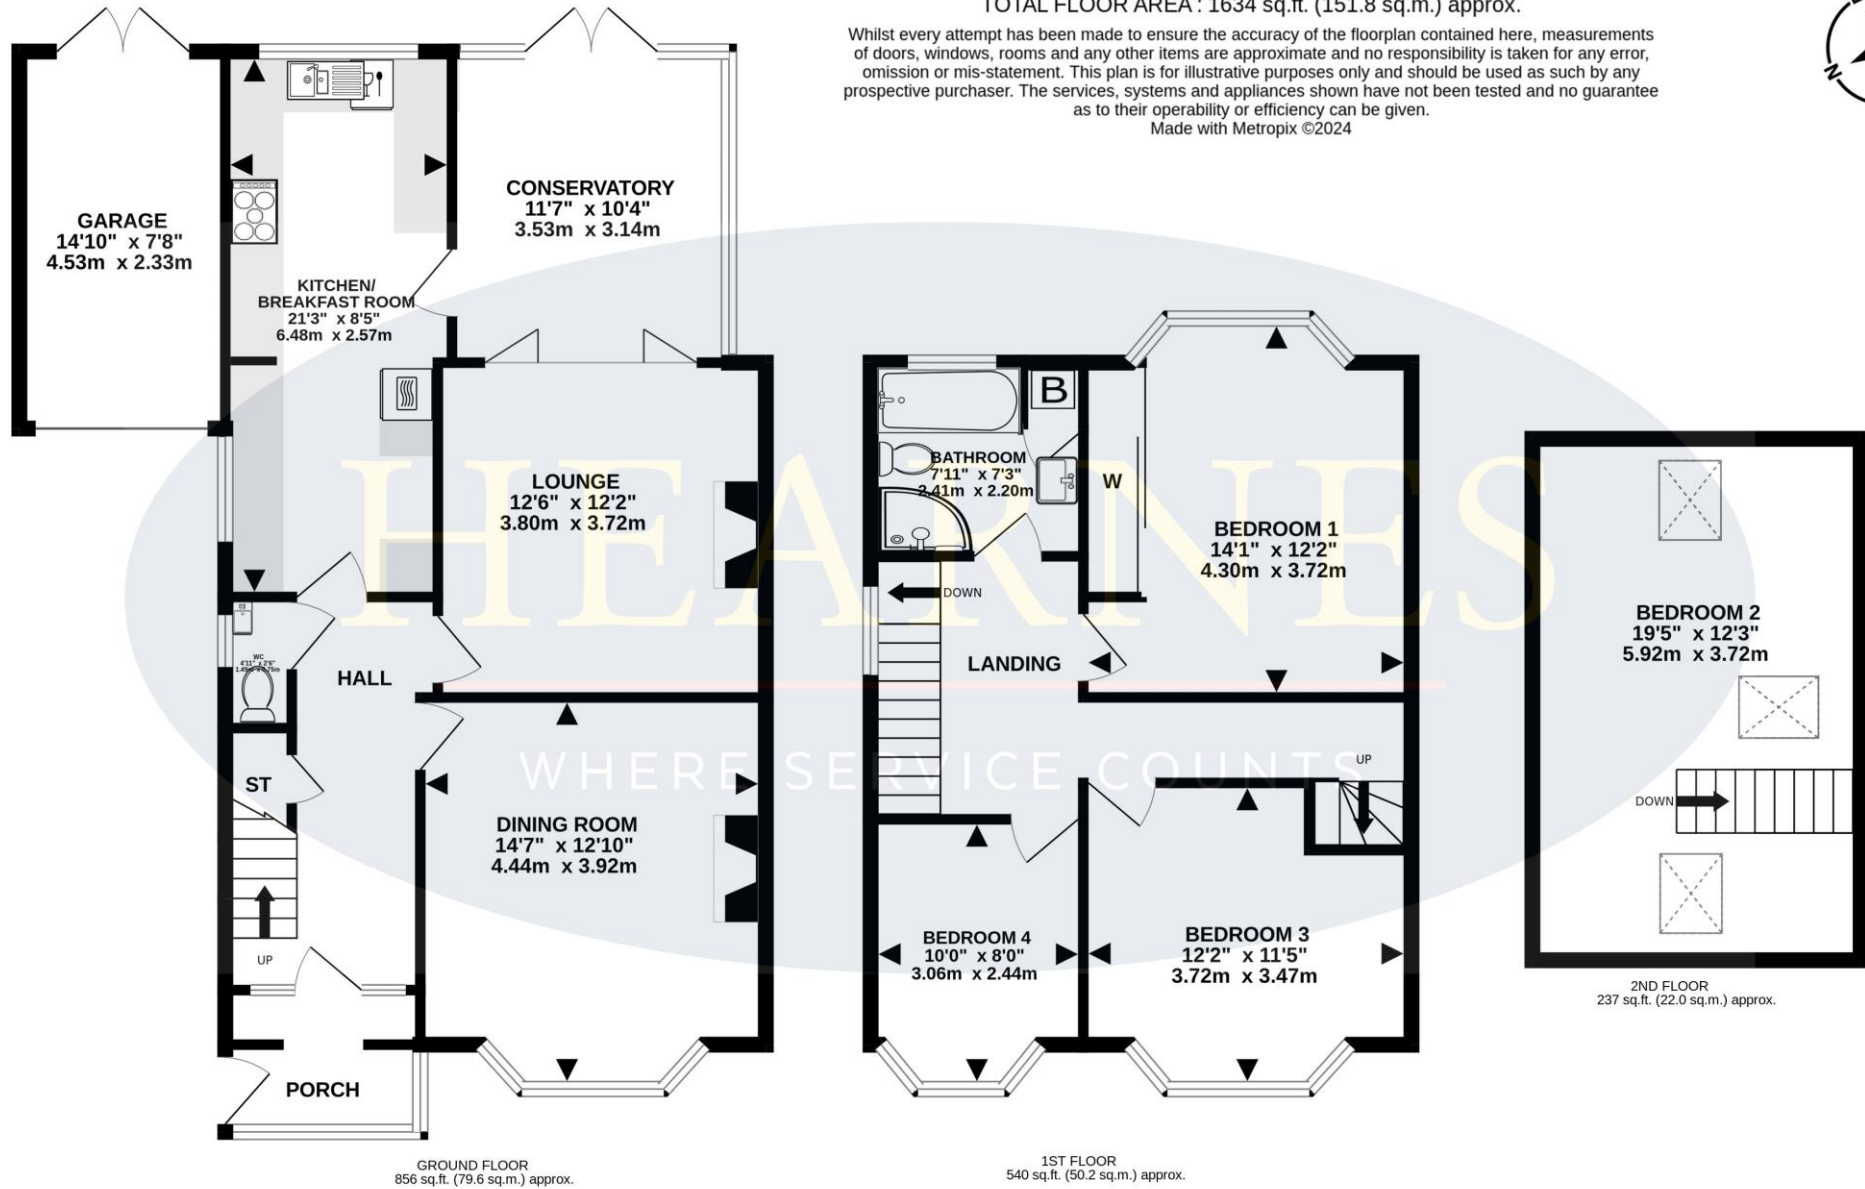 TOTAL FLOOR AREA : 1634 sq.ft. (151.8 sq.m.) approx.
Whilst every attempt has been made to ensure the accuracy of the floorplan contained here, measurements
of doors, windows, rooms and any other items are approximate and no responsibility is taken for any error,
omission or mis-statement. This plan is for illustrative purposes only and should be used as such by any
prospective purchaser. The services, systems and appliances shown have not been tested and no guarantee
as to their operability or efficiency can be given.
Made with Metropix ©2024
N
GARAGE
14'10" x 7'8"
4.53m x 2.33m
KITCHEN/
BREAKFAST ROOM
21'3" x 8'5"
6.48m x 2.57m
CONSERVATORY
11'7" x 10'4"
3.53m x 3.14m
LOUNGE
12'6" x 12'2"
3.80m x 3.72m
WC
4'11" x 2'6"
HALL
ST
UP
DINING ROOM
14'7" x 12'10"
4.44m x 3.92m
PORCH
GROUND FLOOR
856 sq.ft. (79.6 sq.m.) approx.
B
BATHROOM
7'11" x 7'3"
2.41m x 2.20m
W
BEDROOM 1
14'1" x 12'2"
4.30m x 3.72m
DOWN
LANDING
UP
BEDROOM 4
10'0" x 8'0"
3.06m x 2.44m
BEDROOM 3
12'2" x 11'5"
3.72m x 3.47m
1ST FLOOR
540 sq.ft. (50.2 sq.m.) approx.
BEDROOM 2
19'5" x 12'3"
5.92m x 3.72m
DOWN
2ND FLOOR
237 sq.ft. (22.0 sq.m.) approx.
HEARNES
WHERE SERVICE COUNTS